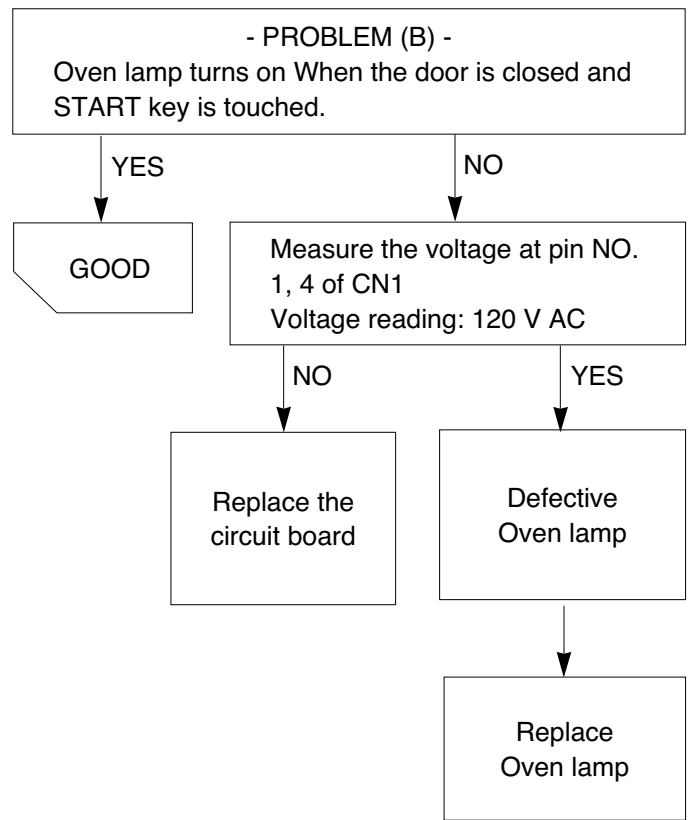 - PROBLEM (B) -
Oven lamp turns on When the door is closed and
START key is touched.
YES
NO
GOOD
Measure the voltage at pin NO.
1, 4 of CN1
Voltage reading: 120 V AC
NO
YES
Replace the
circuit board
Defective
Oven lamp
Replace
Oven lamp